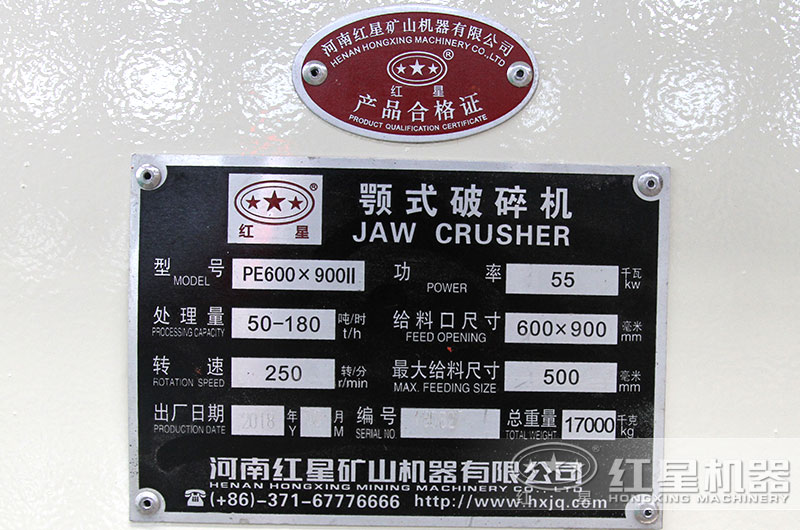 河南红星矿山机器有限公司
HENAN HONGXING MACHINERY CO.,LTD
®
红 星
产品合格证
PRODUCT QUALIFICATION CERTIFICATE
®
红 星
颚式破碎机
JAW CRUSHER
型 号 PE600×900II 功 率 55 千瓦
MODEL POWER kw
处理量 50-180 吨/时 给料口尺寸 600×900 毫米
PROCESSING CAPACITY t/h FEED OPENING mm
转 速 250 转/分 最大给料尺寸 500 毫米
ROTATION SPEED r/min MAX. FEEDING SIZE mm
出厂日期 2018 年 月 编号 总重量 17000 千克
PRODUCTION DATE Y M SERIAL NO TOTAL WEIGHT kg
河南红星矿山机器有限公司
HENAN HONGXING MINING MACHINERY CO., LTD
☎(+86)-371-67776666 http://www.hxjq.com
红星机器
红 星 HONGXING MACHINERY